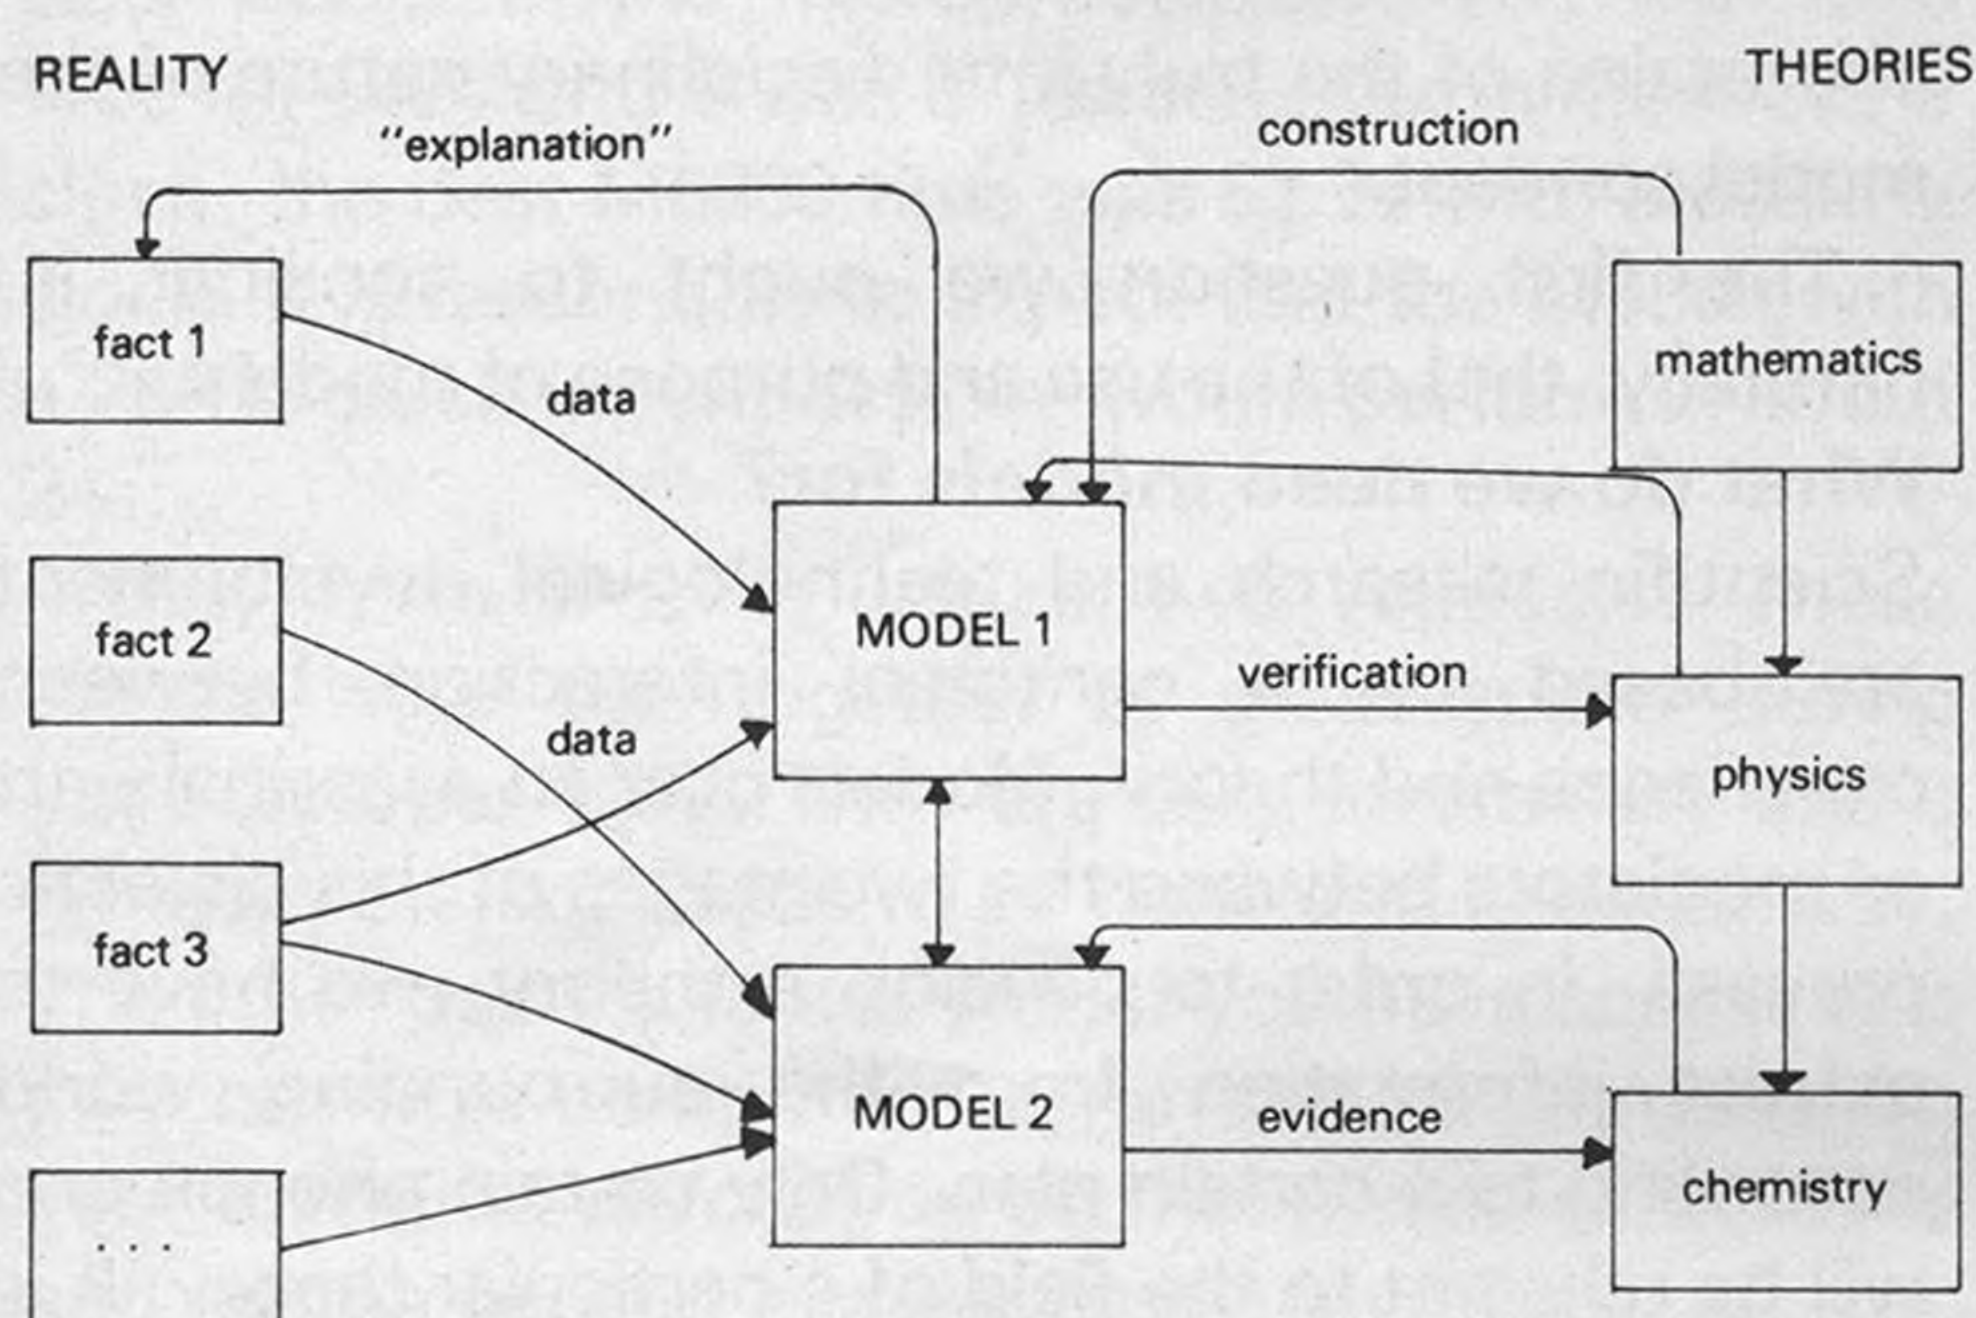 REALITY
THEORIES
"explanation"
construction
fact 1
mathematics
data
fact 2
MODEL 1
verification
data
physics
fact 3
MODEL 2
evidence
chemistry
...